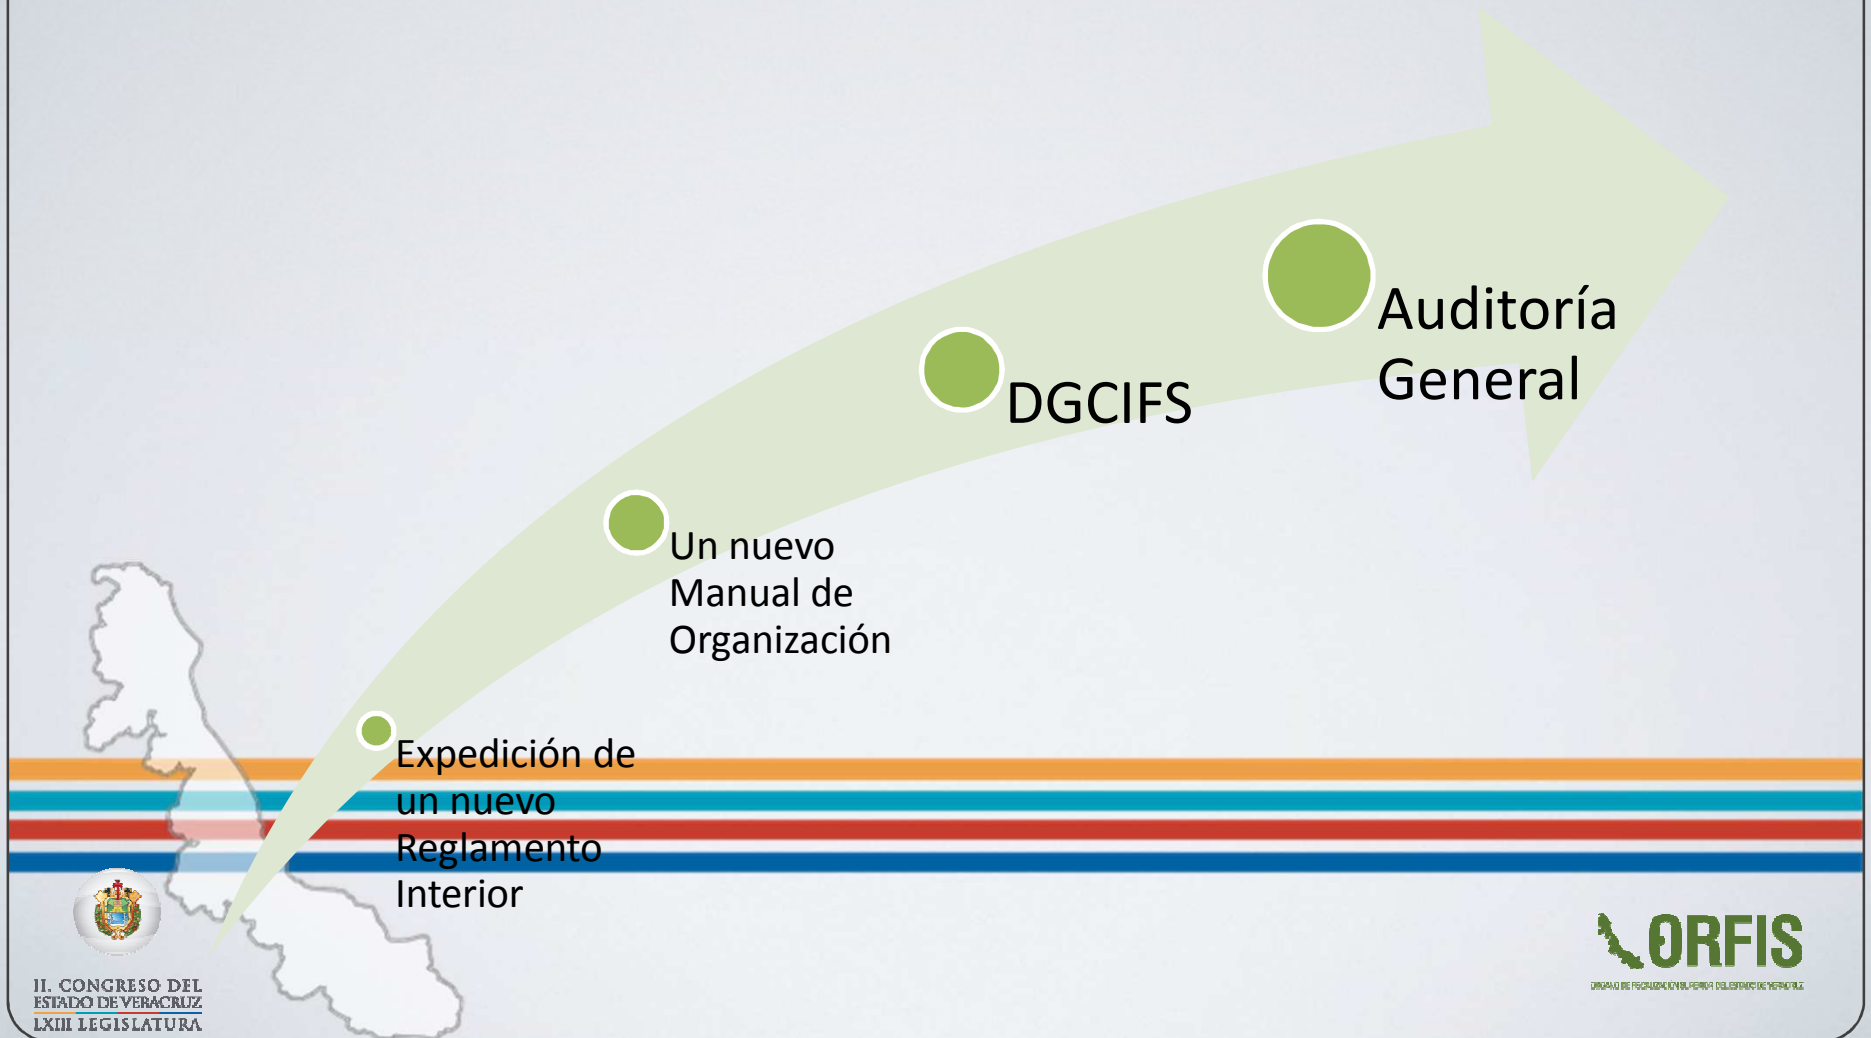 Auditoría
General
DGCIFS
Un nuevo
Manual de
Organización
Expedición de
un nuevo
Reglamento
Interior
II. CONGRESO DEL
ESTADO DE VERACRUZ
LXIII LEGISLATURA
ORFIS